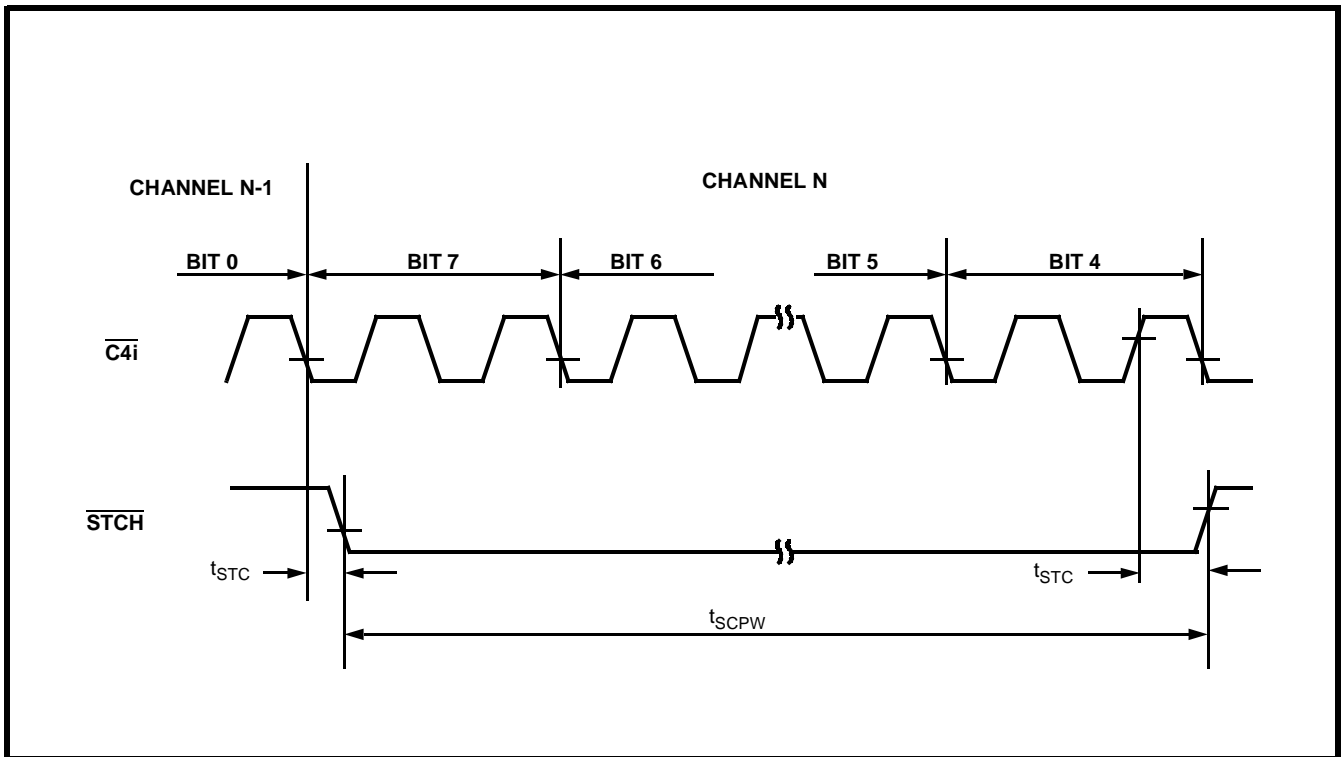 CHANNEL N-1
CHANNEL N
BIT 0
BIT 7
BIT 6
BIT 5
BIT 4
C4i
STCH
tSTC
tSTC
tSCPW